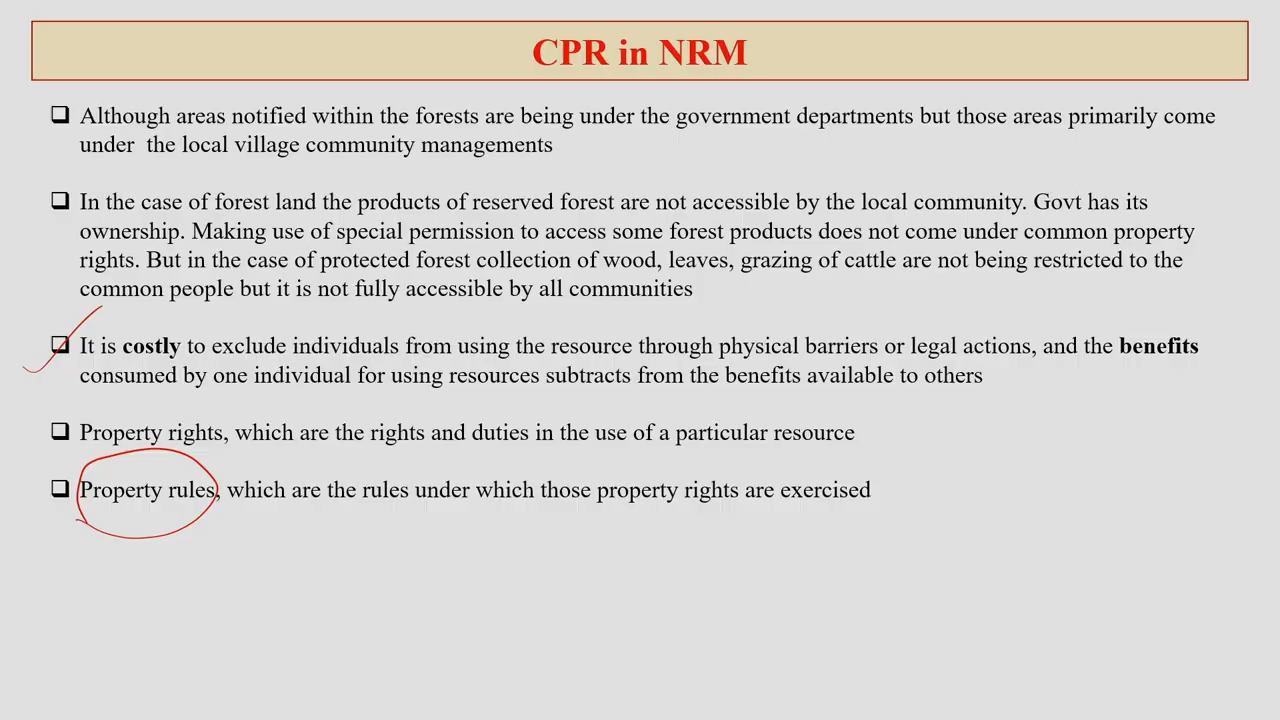 CPR in NRM
Although areas notified within the forests are being under the government departments but those areas primarily come
under the local village community managements
In the case of forest land the products of reserved forest are not accessible by the local community. Govt has its
ownership. Making use of special permission to access some forest products does not come under common property
rights. But in the case of protected forest collection of wood, leaves, grazing of cattle are not being restricted to the
common people but it is not fully accessible by all communities
It is costly to exclude individuals from using the resource through physical barriers or legal actions, and the benefits
consumed by one individual for using resources subtracts from the benefits available to others
Property rights, which are the rights and duties in the use of a particular resource
Property rules, which are the rules under which those property rights are exercised